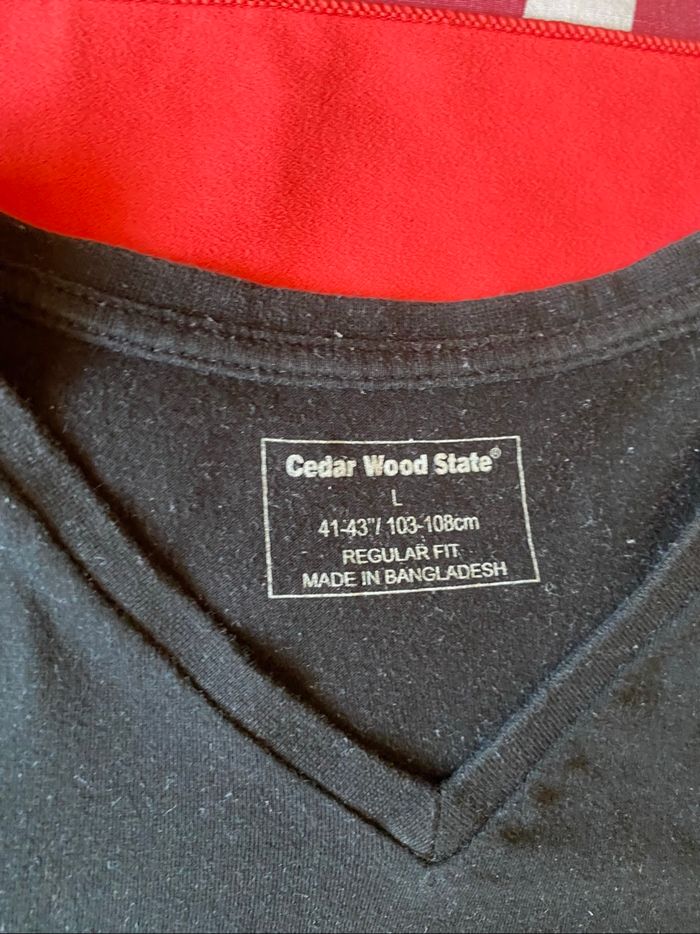 Cedar Wood State®
L
41-43"/ 103-108cm
REGULAR FIT
MADE IN BANGLADESH